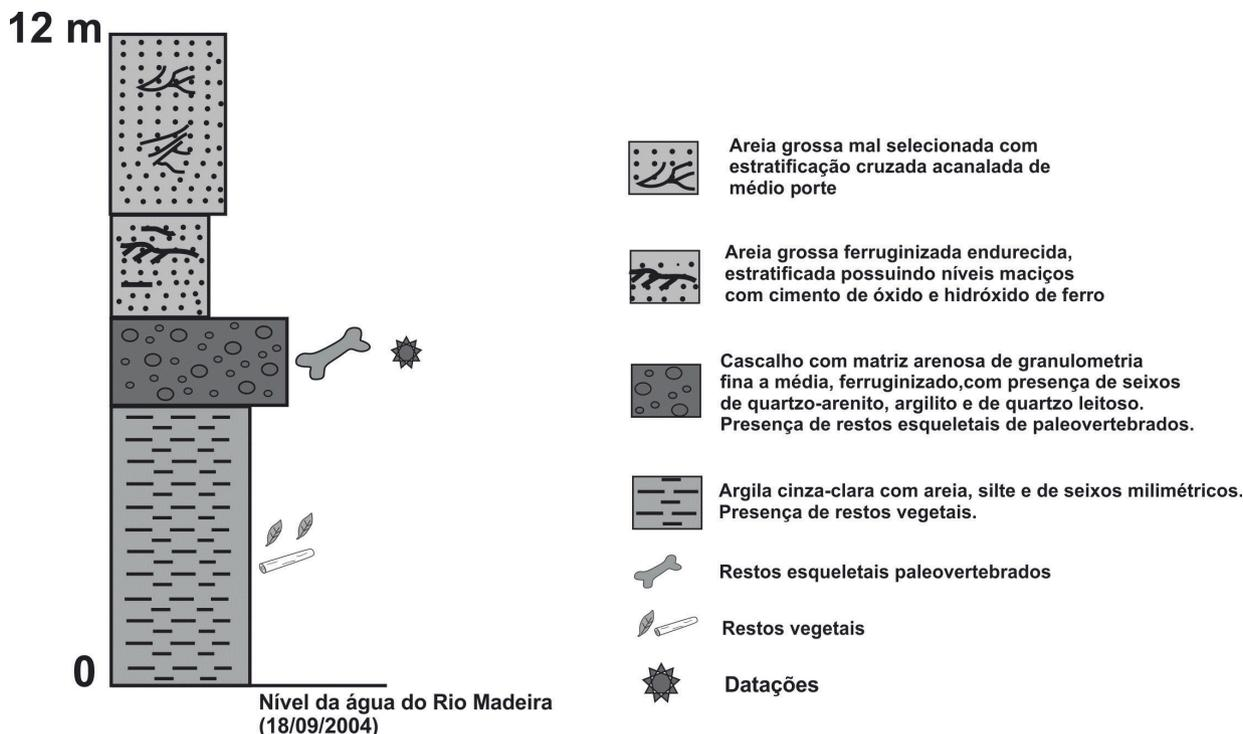 12 m
0
Nível da água do Rio Madeira
(18/09/2004)
Areia grossa mal selecionada com
estratificação cruzada acanalada de
médio porte
Areia grossa ferruginizada endurecida,
estratificada possuindo níveis maciços
com cimento de óxido e hidróxido de ferro
Cascalho com matriz arenosa de granulometria
fina a média, ferruginizado,com presença de seixos
de quartzo-arenito, argilito e de quartzo leitoso.
Presença de restos esqueletais de paleovertebrados.
Argila cinza-clara com areia, silte e de seixos milimétricos.
Presença de restos vegetais.
Restos esqueletais paleovertebrados
Restos vegetais
Datações